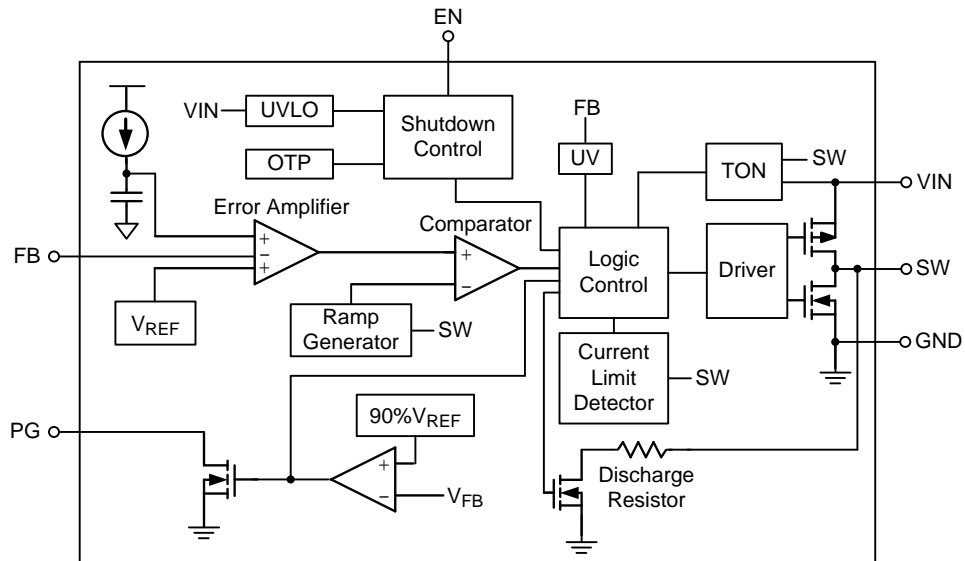 EN
VIN
UVLO
Shutdown
Control
OTP
FB
UV
TON
SW
VIN
Error Amplifier
+
−
+
Comparator
+
−
FB
VREF
Ramp
Generator
SW
Logic
Control
Driver
SW
GND
Current
Limit
Detector
SW
90%VREF
PG
+
−
VFB
Discharge
Resistor